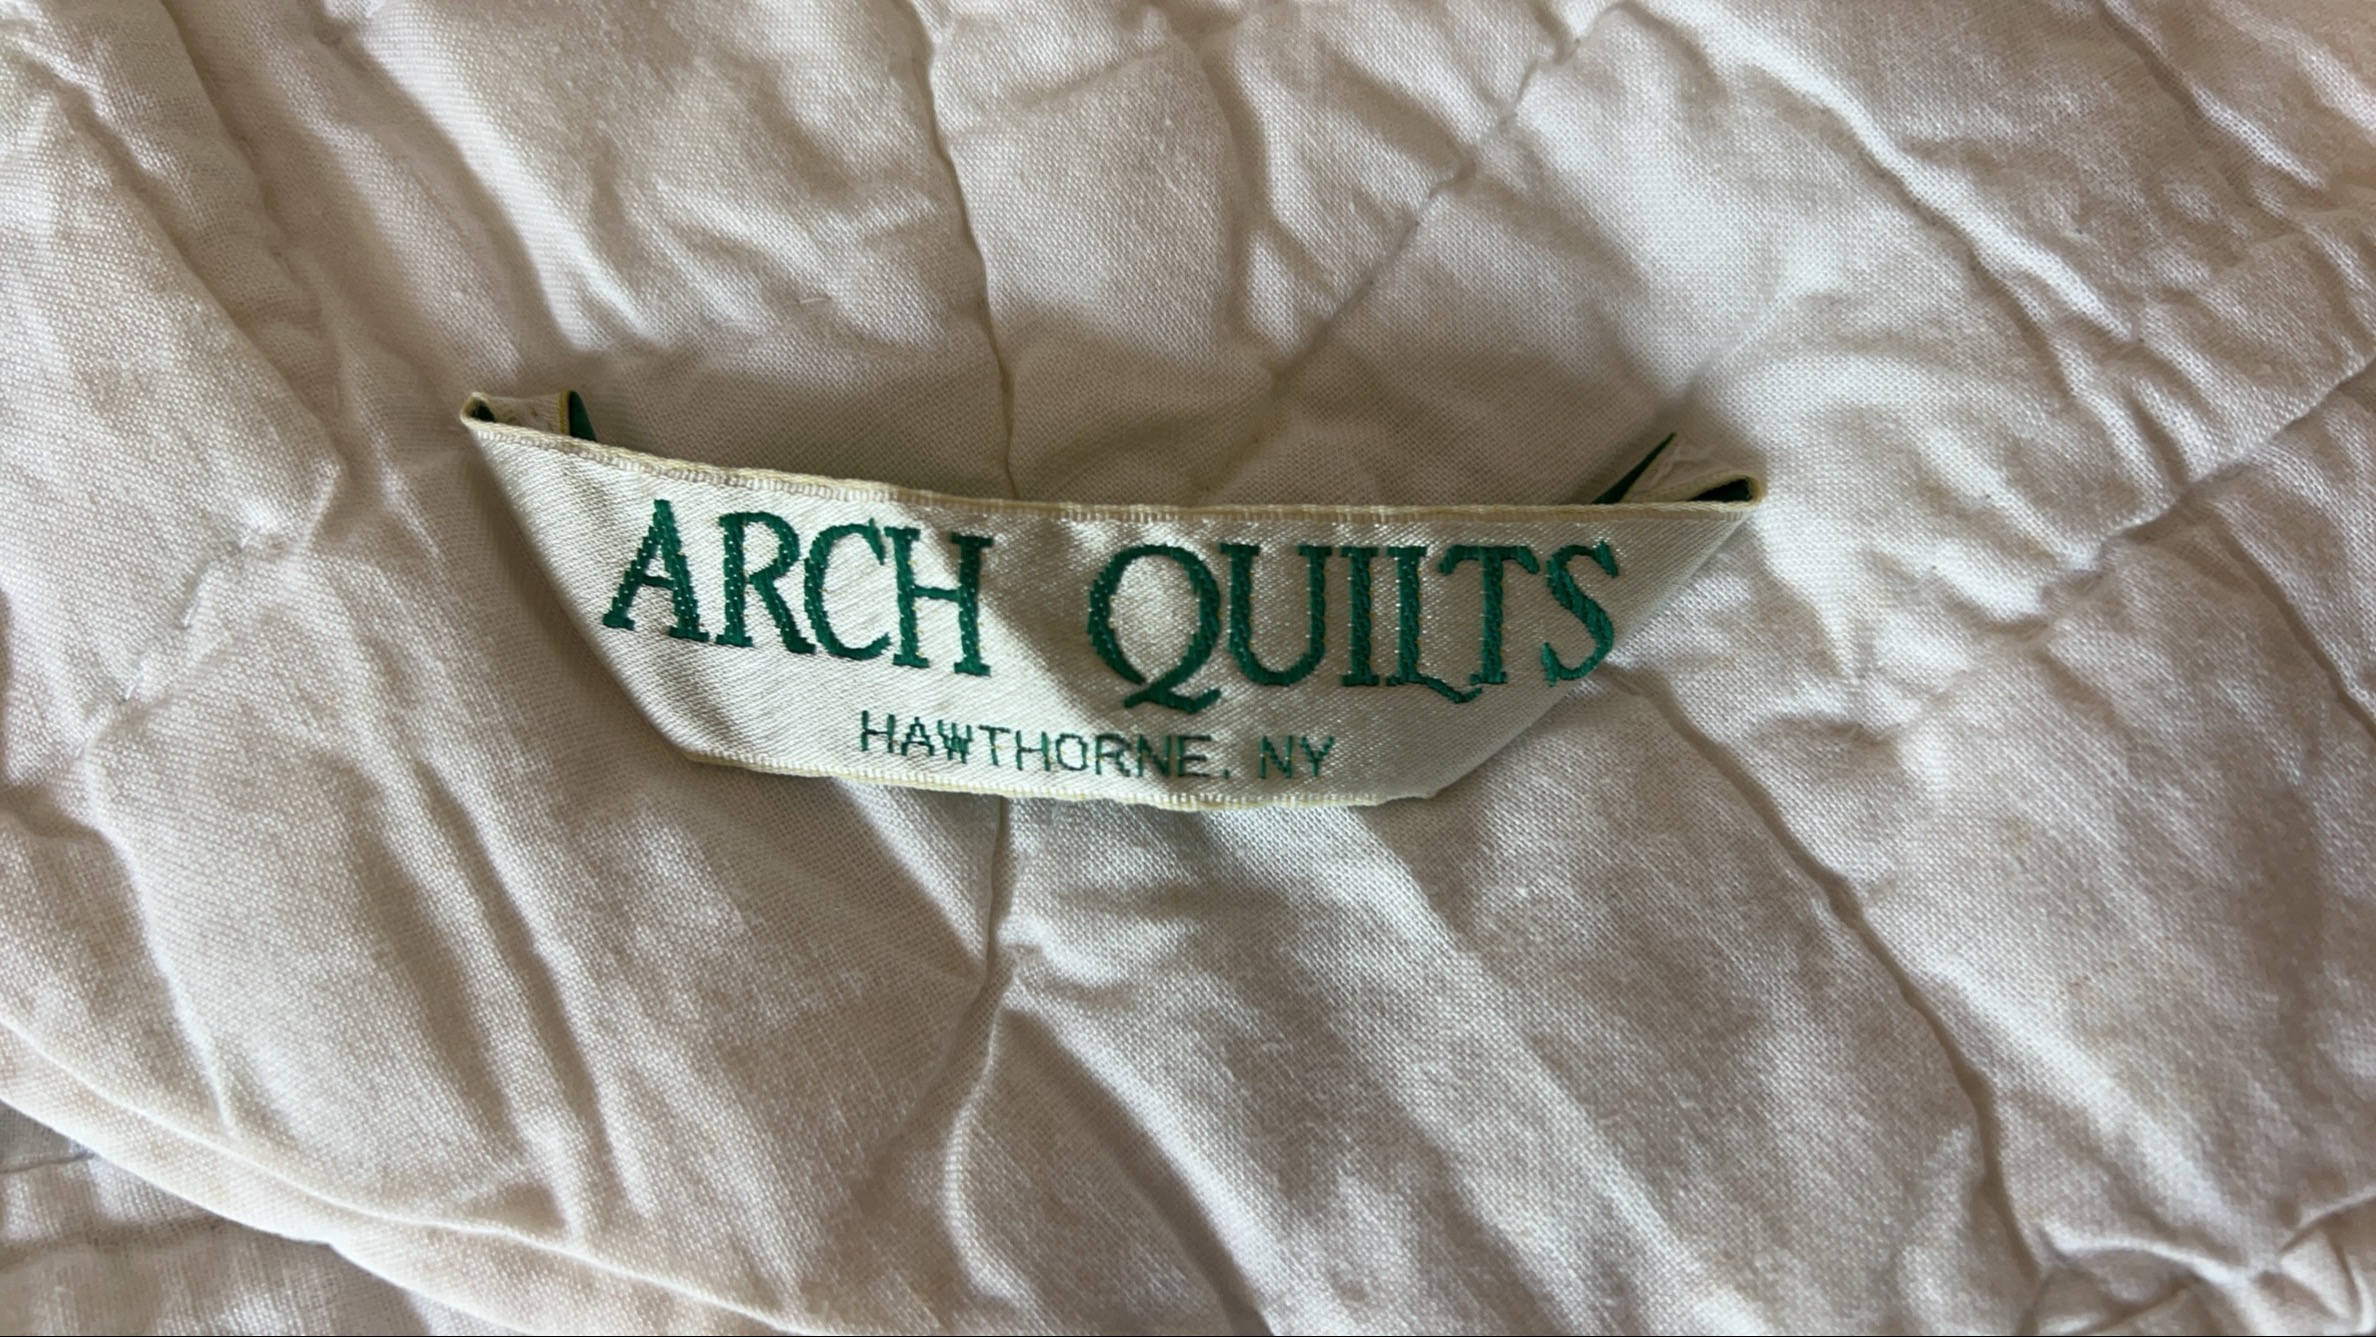 ARCH QUILTS
HAWTHORNE, NY